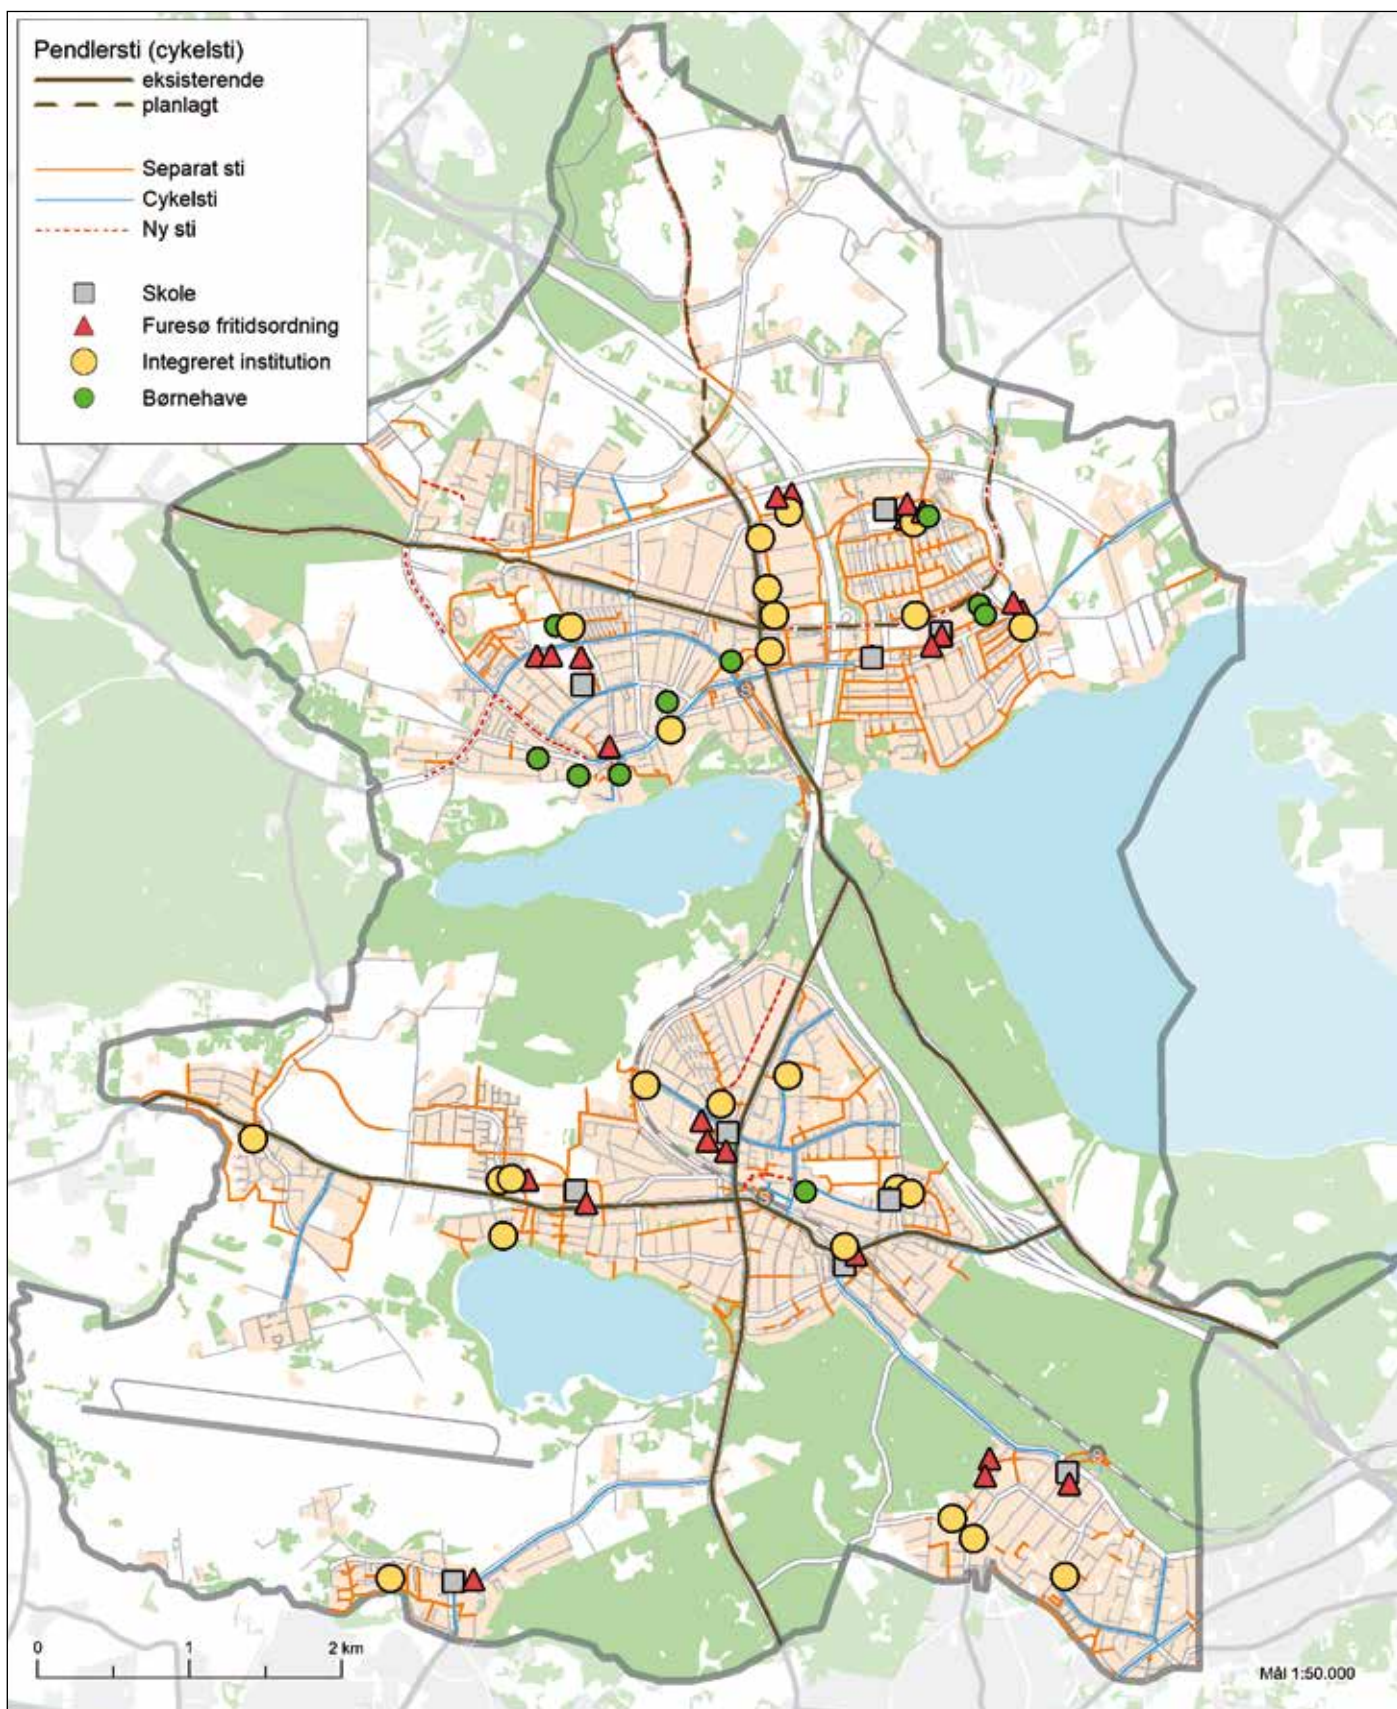 Pendlersti (cykelsti)
eksisterende
planlagt
Separat sti
Cykelsti
Ny sti
Skole
Furesø fritidsordning
Integreret institution
Børnehave
S
S
S
0 1 2 km
Mål 1:50.000